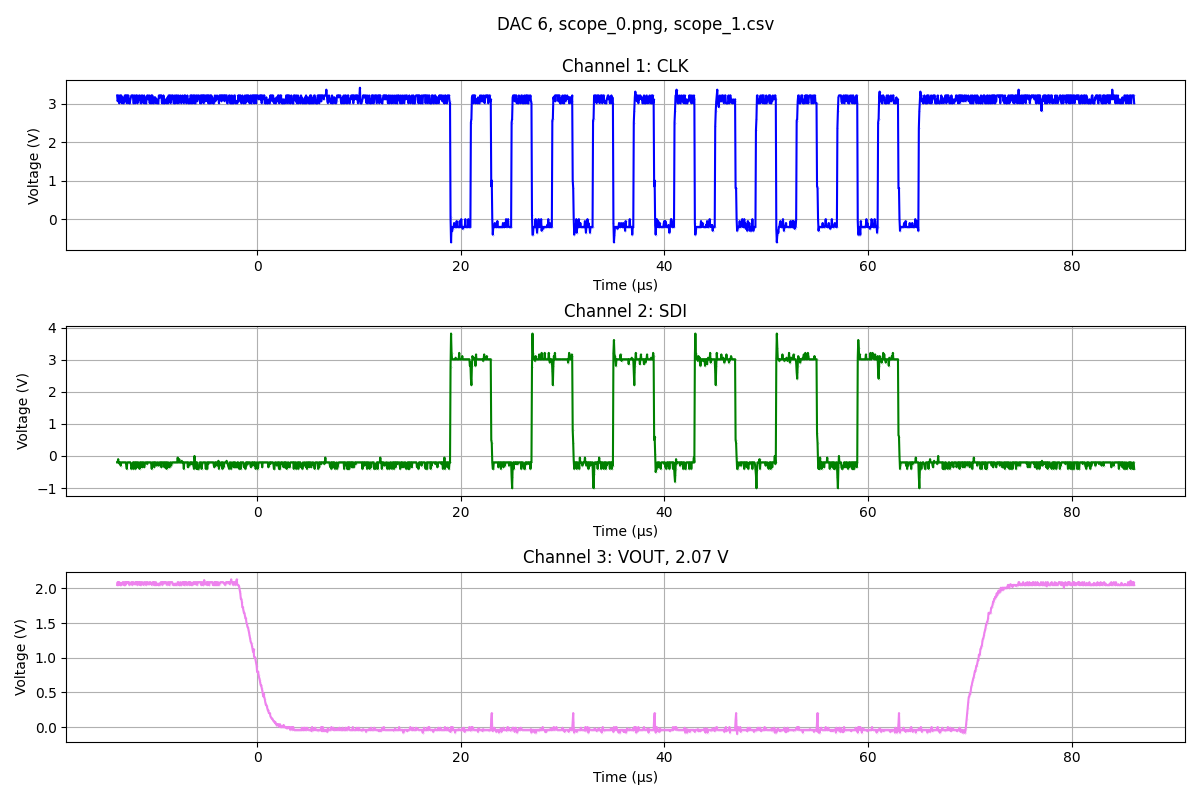 DAC 6, scope_0.png, scope_1.csv
Channel 1: CLK
Voltage (V)
3
2
1
0
0 20 40 60 80
Time (µs)
Channel 2: SDI
Voltage (V)
4
3
2
1
0
−1
0 20 40 60 80
Time (µs)
Channel 3: VOUT, 2.07 V
Voltage (V)
2.0
1.5
1.0
0.5
0.0
0 20 40 60 80
Time (µs)